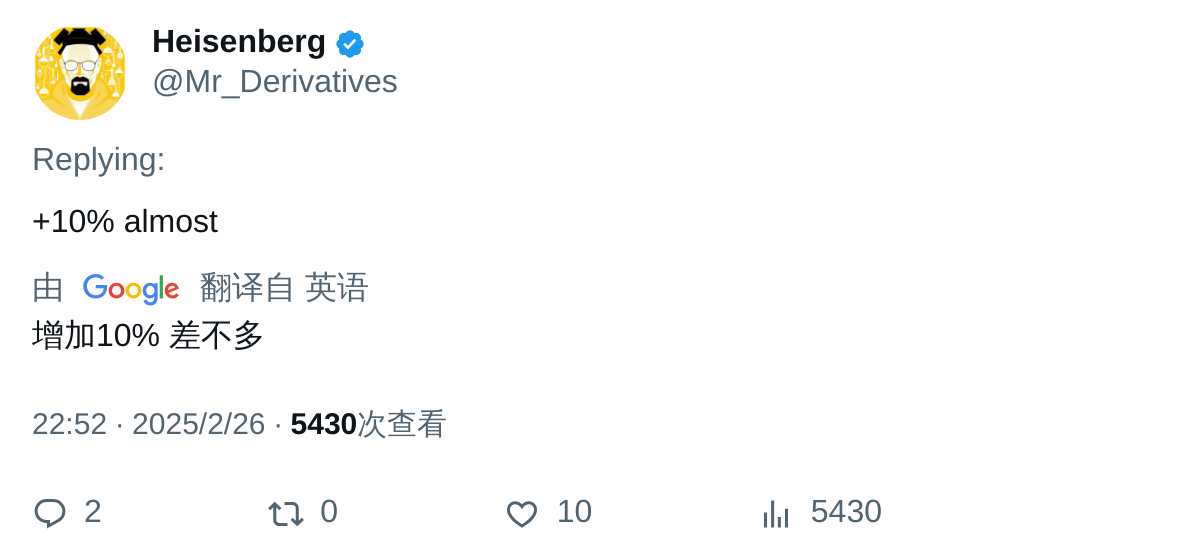 Heisenberg
@Mr_Derivatives
Replying:
+10% almost
由 Google 翻译自 英语
增加10% 差不多
22:52 · 2025/2/26 · 5430次查看
2 0 10 5430